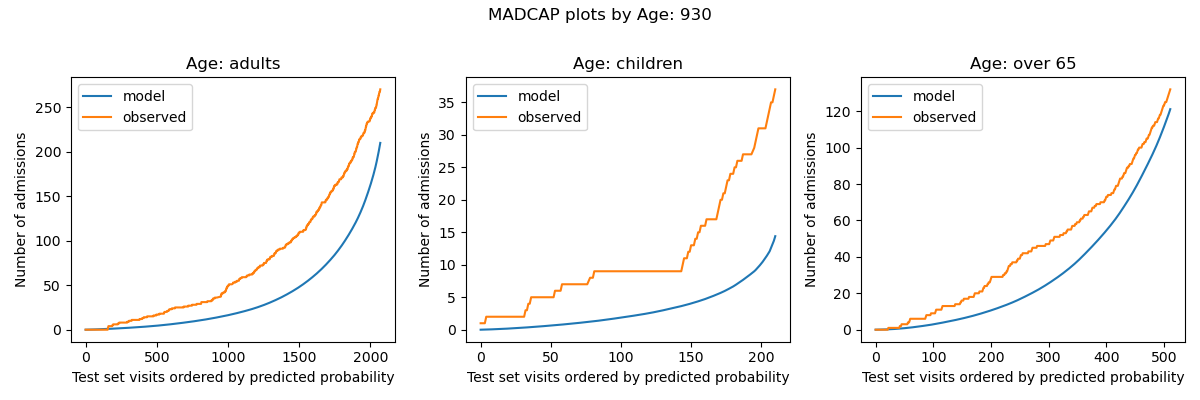 MADCAP plots by Age: 930
Age: adults
model
observed
250
200
150
100
50
0
Number of admissions
0 500 1000 1500 2000
Test set visits ordered by predicted probability
Age: children
model
observed
35
30
25
20
15
10
5
0
Number of admissions
0 50 100 150 200
Test set visits ordered by predicted probability
Age: over 65
model
observed
120
100
80
60
40
20
0
Number of admissions
0 100 200 300 400 500
Test set visits ordered by predicted probability